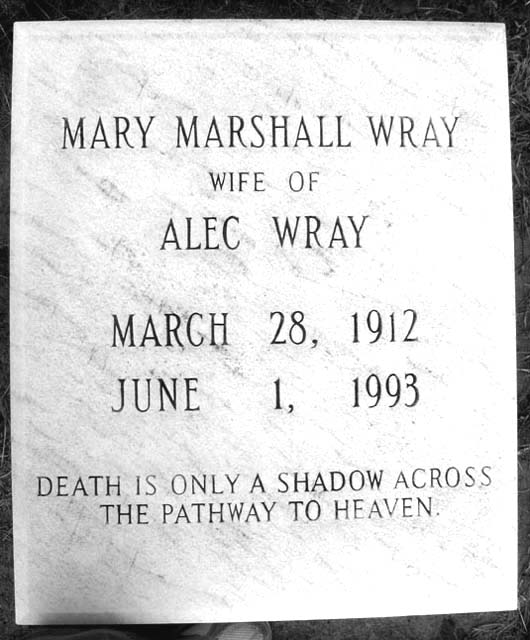 MARY MARSHALL WRAY
WIFE OF
ALEC WRAY
MARCH 28, 1912
JUNE 1, 1993
DEATH IS ONLY A SHADOW ACROSS
THE PATHWAY TO HEAVEN.